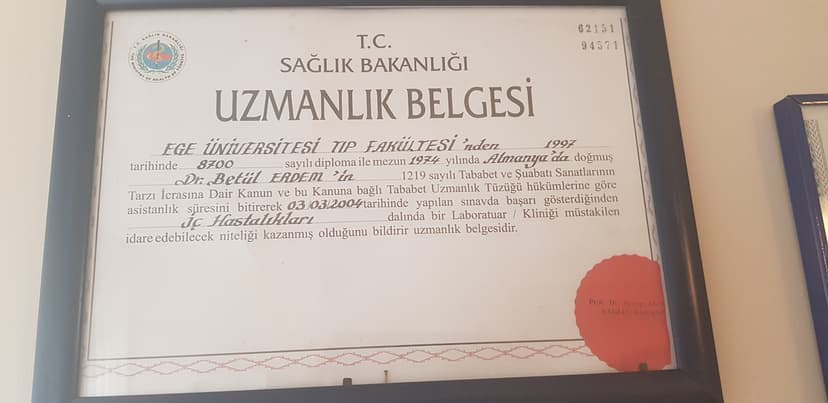 62151
94571
T.C.
SAĞLIK BAKANLIĞI
UZMANLIK BELGESİ
EGE ÜNİVERSİTESİ TIP FAKÜLTESİ'nden 1997
tarihinde 8700 sayılı diploma ile mezun 1974 yılında Almanya'da doğmuş
Dr. Betül ERDEM 'in 1219 sayılı Tababet ve Şuabatı Sanatlarının
Tarzı İcrasına Dair Kanun ve bu Kanuna bağlı Tababet Uzmanlık Tüzüğü hükümlerine göre
asistanlık süresini bitirerek 03/03/2004 tarihinde yapılan sınavda başarı gösterdiğinden
İç Hastalıkları dalında bir Laboratuar / Kliniği müstakilen
idare edebilecek niteliği kazanmış olduğunu bildirir uzmanlık belgesidir.